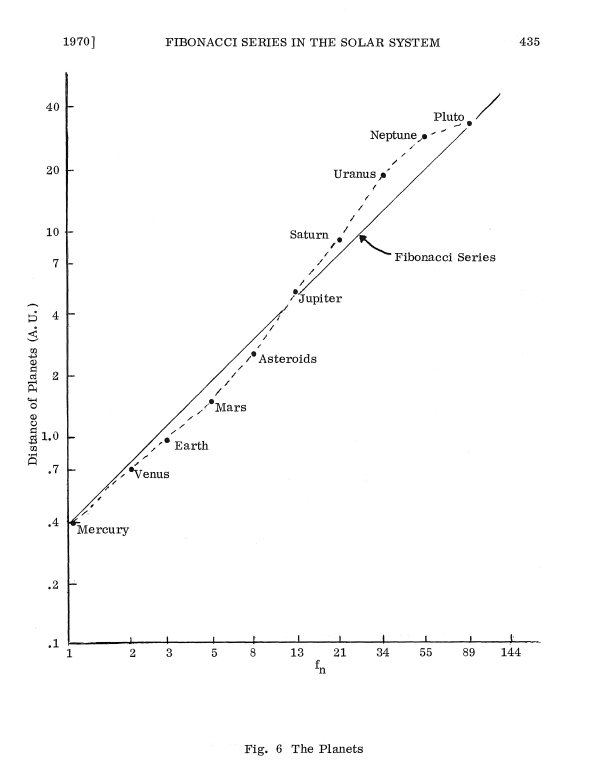 1970] FIBONACCI SERIES IN THE SOLAR SYSTEM 435
40
Pluto
Neptune
20
Uranus
10
Saturn
Fibonacci Series
7
Jupiter
4
Asteroids
2
Mars
1.0
Earth
.7
Venus
.4
Mercury
.2
.1
Distance of Planets (A.U.)
1 2 3 5 8 13 21 34 55 89 144
fn
Fig. 6 The Planets